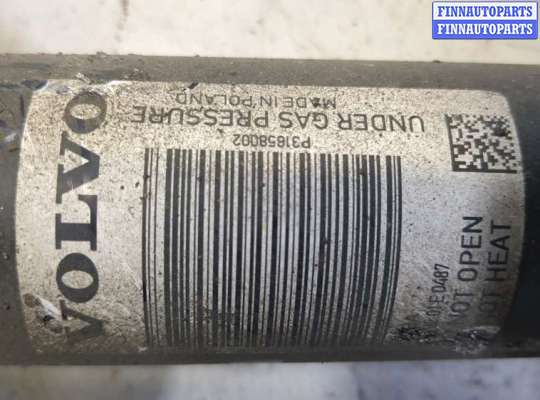 FINNAUTOPARTS
FINNAUTOPARTS
VOLVO
UNDER GAS PRESSURE
MADE IN POLAND
P31658002
NOT OPEN
HEAT